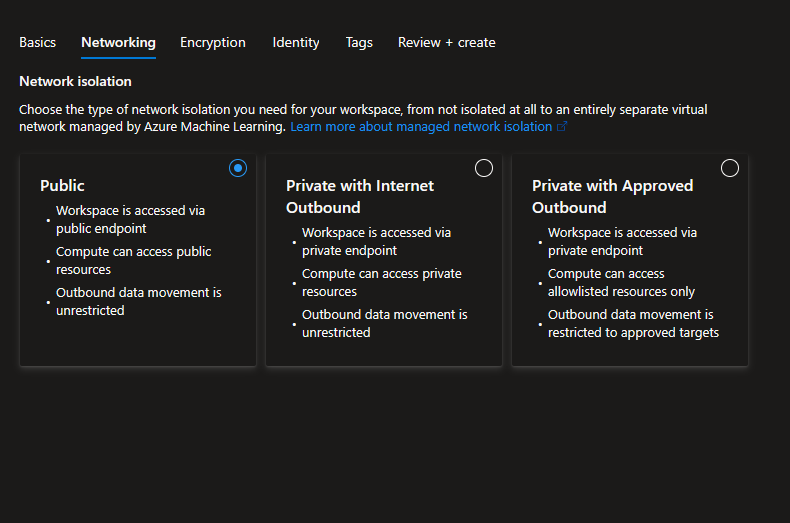 Basics Networking Encryption Identity Tags Review + create
Network isolation
Choose the type of network isolation you need for your workspace, from not isolated at all to an entirely separate virtual
network managed by Azure Machine Learning. Learn more about managed network isolation
Public
• Workspace is accessed via
public endpoint
• Compute can access public
resources
• Outbound data movement is
unrestricted
Private with Internet
Outbound
• Workspace is accessed via
private endpoint
• Compute can access private
resources
• Outbound data movement is
unrestricted
Private with Approved
Outbound
• Workspace is accessed via
private endpoint
• Compute can access
allowlisted resources only
• Outbound data movement is
restricted to approved targets